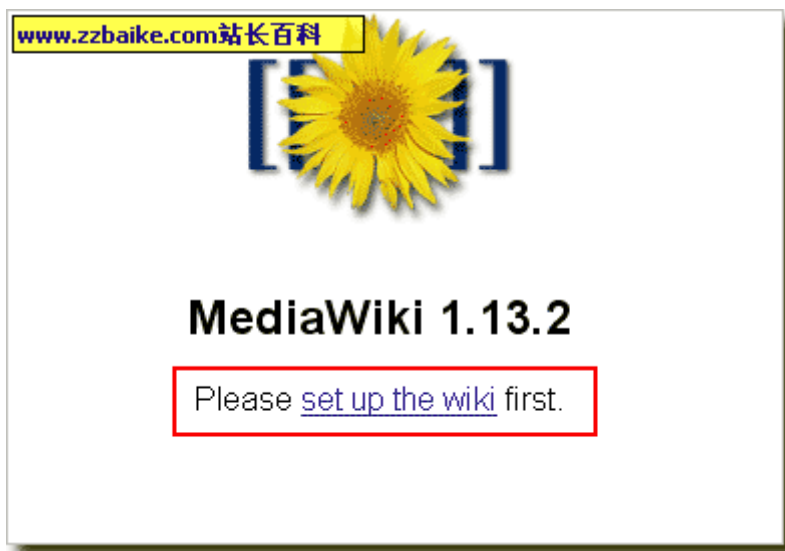 www.zzbaike.com站长百科
[[ ]]
MediaWiki 1.13.2
Please set up the wiki first.